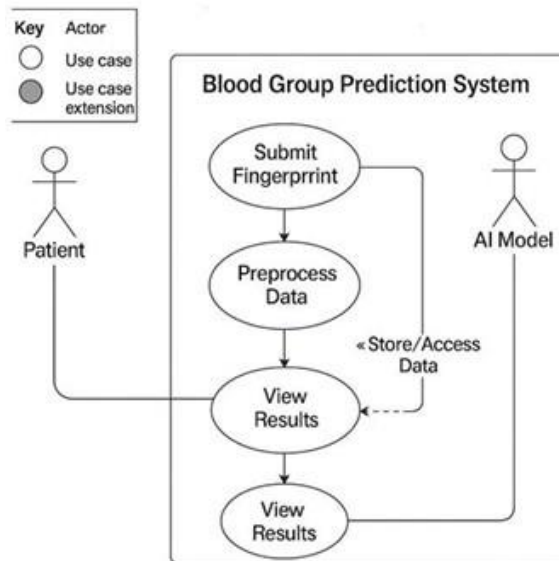 Key Actor
Use case
Use case
extension
Blood Group Prediction System
Submit
Fingerprrint
Patient
AI Model
Preprocess
Data
« Store/Access
Data
View
Results
View
Results